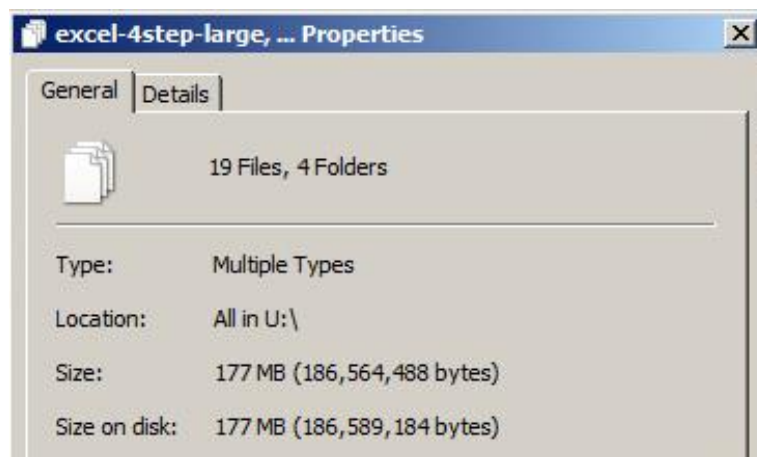 excel-4step-large, ... Properties
General Details
19 Files, 4 Folders
Type: Multiple Types
Location: All in U:\
Size: 177 MB (186,564,488 bytes)
Size on disk: 177 MB (186,589,184 bytes)